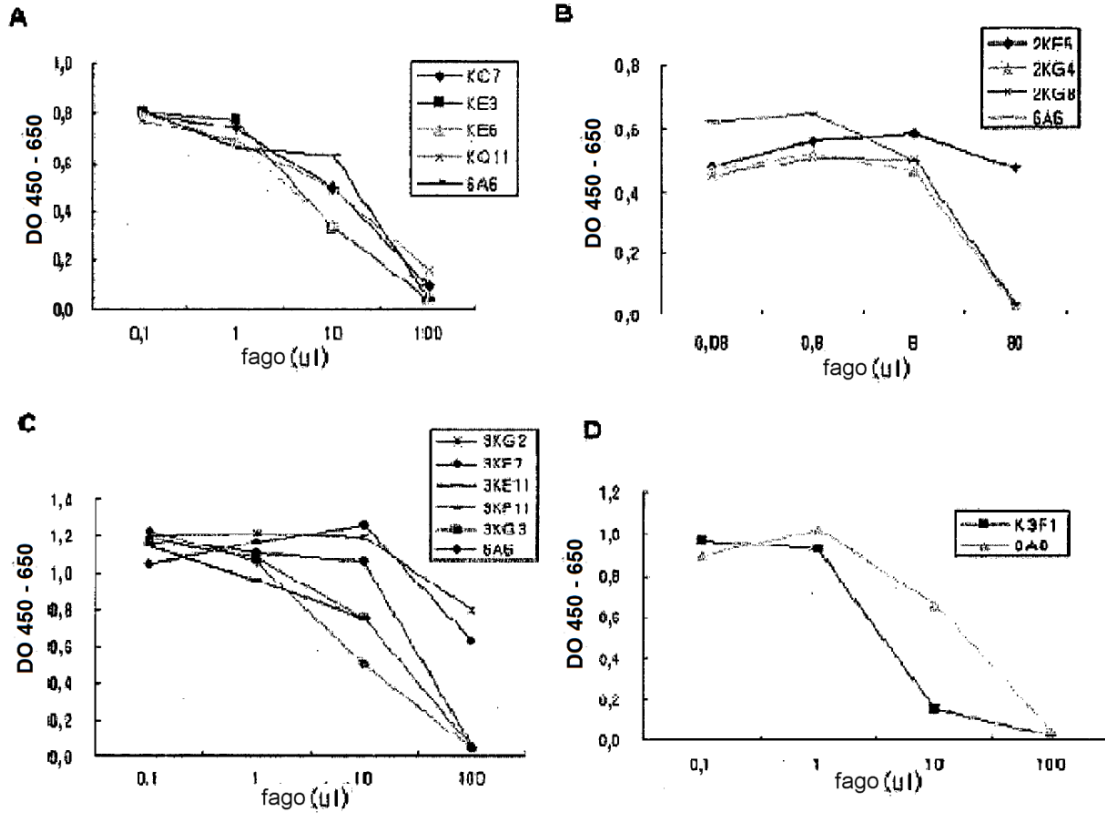 A
1,0
0,8
0,6
0,4
0,2
0,0
DO 450 - 650
0,1
1
10
100
fago (µl)
KC7
KE3
KE6
KQ11
6A6
B
0,8
0,6
0,4
0,2
0,0
DO 450 - 650
0,08
0,8
8
80
fago (µl)
2KG4
2KG8
6A6
C
1,4
1,2
1,0
0,8
0,6
0,4
0,2
0,0
DO 450 - 650
0,1
1
10
100
fago (µl)
3KG2
3KE7
3KE11
3KF11
3KG3
6A6
D
1,2
1,0
0,8
0,6
0,4
0,2
0,0
DO 450 - 650
0,1
1
10
100
fago (µl)
K3F1
6A6